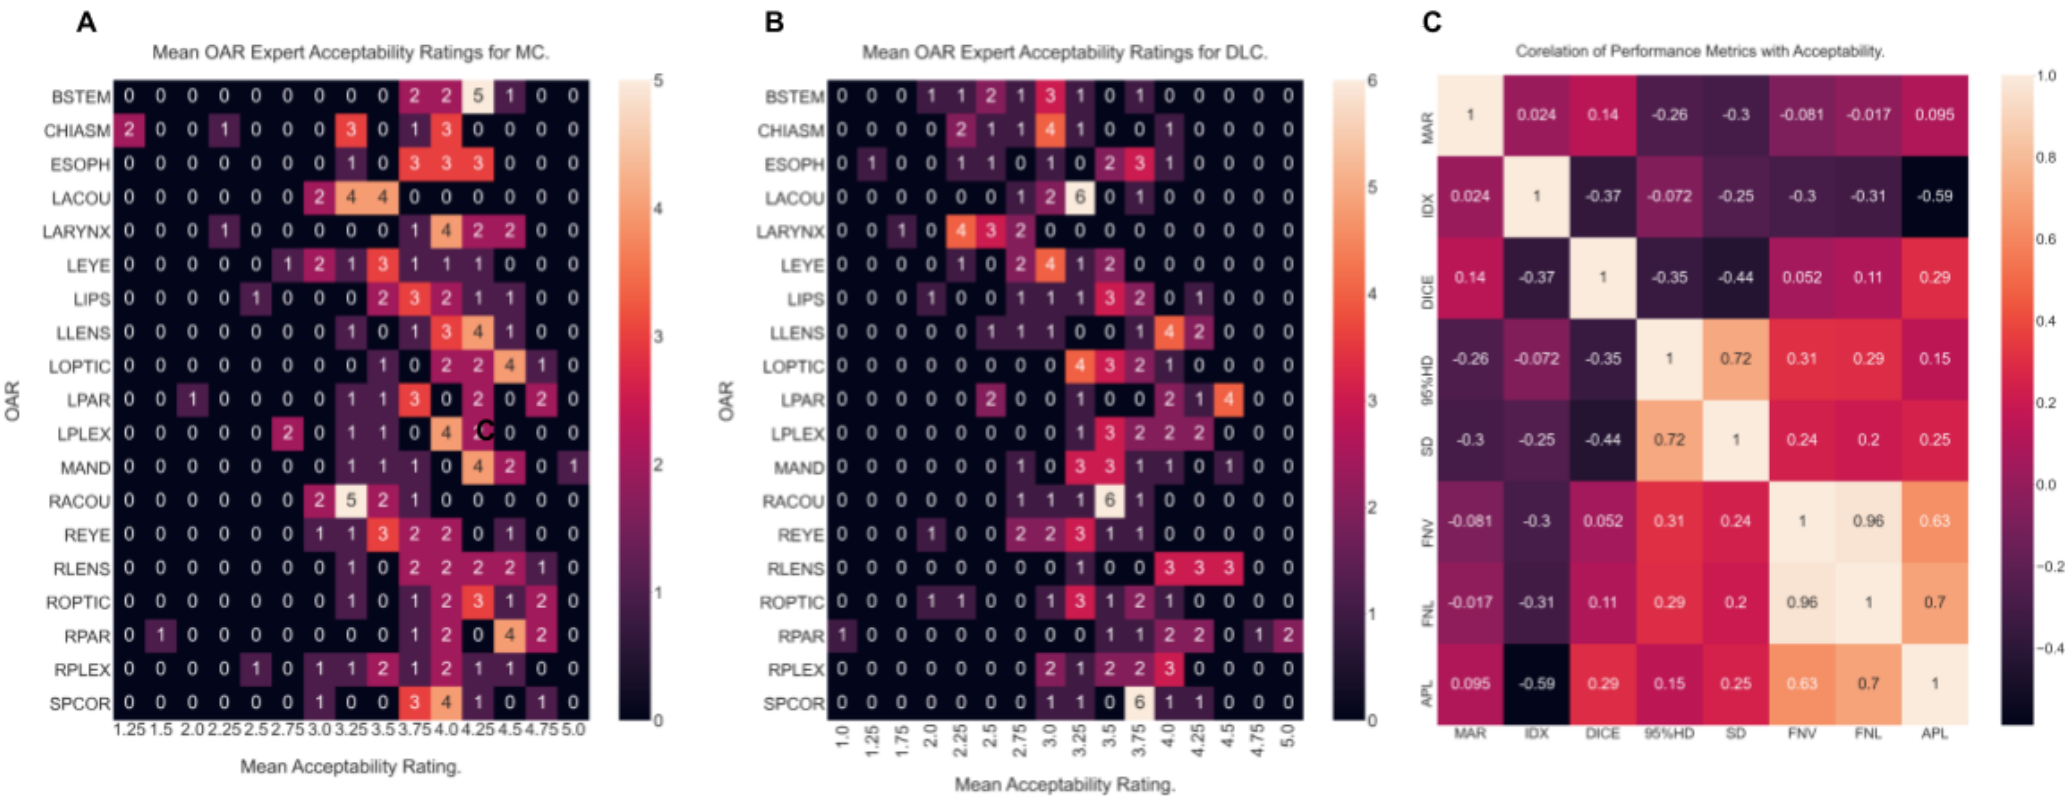 A
Mean OAR Expert Acceptability Ratings for MC.
OAR
BSTEM 0 0 0 0 0 0 0 0 0 2 2 5 1 0 0
CHIASM 2 0 0 1 0 0 0 3 0 1 3 0 0 0 0
ESOPH 0 0 0 0 0 0 0 1 0 3 3 3 0 0 0
LACOU 0 0 0 0 0 0 2 4 4 0 0 0 0 0 0
LARYNX 0 0 0 1 0 0 0 0 0 1 4 2 2 0 0
LEYE 0 0 0 0 0 1 2 1 3 1 1 1 0 0 0
LIPS 0 0 0 0 1 0 0 0 2 3 2 1 1 0 0
LLENS 0 0 0 0 0 0 0 1 0 1 3 4 1 0 0
LOPTIC 0 0 0 0 0 0 0 0 1 0 2 2 4 1 0
LPAR 0 0 1 0 0 0 0 1 1 3 0 2 0 2 0
LPLEX 0 0 0 0 0 2 0 1 1 0 4 C 0 0 0
MAND 0 0 0 0 0 0 0 1 1 1 0 4 2 0 1
RACOU 0 0 0 0 0 0 2 5 2 1 0 0 0 0 0
REYE 0 0 0 0 0 0 1 1 3 2 2 0 1 0 0
RLENS 0 0 0 0 0 0 0 1 0 2 2 2 2 1 0
ROPTIC 0 0 0 0 0 0 0 1 0 1 2 3 1 2 0
RPAR 0 1 0 0 0 0 0 0 0 1 2 0 4 2 0
RPLEX 0 0 0 0 1 0 1 1 2 1 2 1 1 0 0
SPCOR 0 0 0 0 0 0 1 0 0 3 4 1 0 1 0
1.25 1.5 2.0 2.25 2.5 2.75 3.0 3.25 3.5 3.75 4.0 4.25 4.5 4.75 5.0
Mean Acceptability Rating.
5
4
3
2
1
0
B
Mean OAR Expert Acceptability Ratings for DLC.
OAR
BSTEM 0 0 0 1 1 2 1 3 1 0 1 0 0 0 0 0
CHIASM 0 0 0 0 2 1 1 4 1 0 0 1 0 0 0 0
ESOPH 0 1 0 0 1 1 0 1 0 2 3 1 0 0 0 0
LACOU 0 0 0 0 0 0 1 2 6 0 1 0 0 0 0 0
LARYNX 0 0 1 0 4 3 2 0 0 0 0 0 0 0 0 0
LEYE 0 0 0 0 1 0 2 4 1 2 0 0 0 0 0 0
LIPS 0 0 0 1 0 0 1 1 1 3 2 0 1 0 0 0
LLENS 0 0 0 0 0 1 1 1 0 0 1 4 2 0 0 0
LOPTIC 0 0 0 0 0 0 0 0 4 3 2 1 0 0 0 0
LPAR 0 0 0 0 0 2 0 0 1 0 0 2 1 4 0 0
LPLEX 0 0 0 0 0 0 0 0 1 3 2 2 2 0 0 0
MAND 0 0 0 0 0 0 1 0 3 3 1 1 0 1 0 0
RACOU 0 0 0 0 0 0 1 1 1 6 1 0 0 0 0 0
REYE 0 0 0 1 0 0 2 2 3 1 1 0 0 0 0 0
RLENS 0 0 0 0 0 0 0 0 1 0 0 3 3 3 0 0
ROPTIC 0 0 0 1 1 0 0 1 3 1 2 1 0 0 0 0
RPAR 1 0 0 0 0 0 0 0 0 1 1 2 2 0 1 2
RPLEX 0 0 0 0 0 0 0 2 1 2 2 3 0 0 0 0
SPCOR 0 0 0 0 0 0 0 1 1 0 6 1 1 0 0 0
1.0 1.25 1.75 2.0 2.25 2.5 2.75 3.0 3.25 3.5 3.75 4.0 4.25 4.5 4.75 5.0
Mean Acceptability Rating.
6
5
4
3
2
1
0
C
Corelation of Performance Metrics with Acceptability.
MAR 1 0.024 0.14 -0.26 -0.3 -0.081 -0.017 0.095
IDX 0.024 1 -0.37 -0.072 -0.25 -0.3 -0.31 -0.59
DICE 0.14 -0.37 1 -0.35 -0.44 0.052 0.11 0.29
95%HD -0.26 -0.072 -0.35 1 0.72 0.31 0.29 0.15
SD -0.3 -0.25 -0.44 0.72 1 0.24 0.2 0.25
FNV -0.081 -0.3 0.052 0.31 0.24 1 0.96 0.63
FNL -0.017 -0.31 0.11 0.29 0.2 0.96 1 0.7
APL 0.095 -0.59 0.29 0.15 0.25 0.63 0.7 1
MAR IDX DICE 95%HD SD FNV FNL APL
1.0
0.8
0.6
0.4
0.2
0.0
-0.2
-0.4